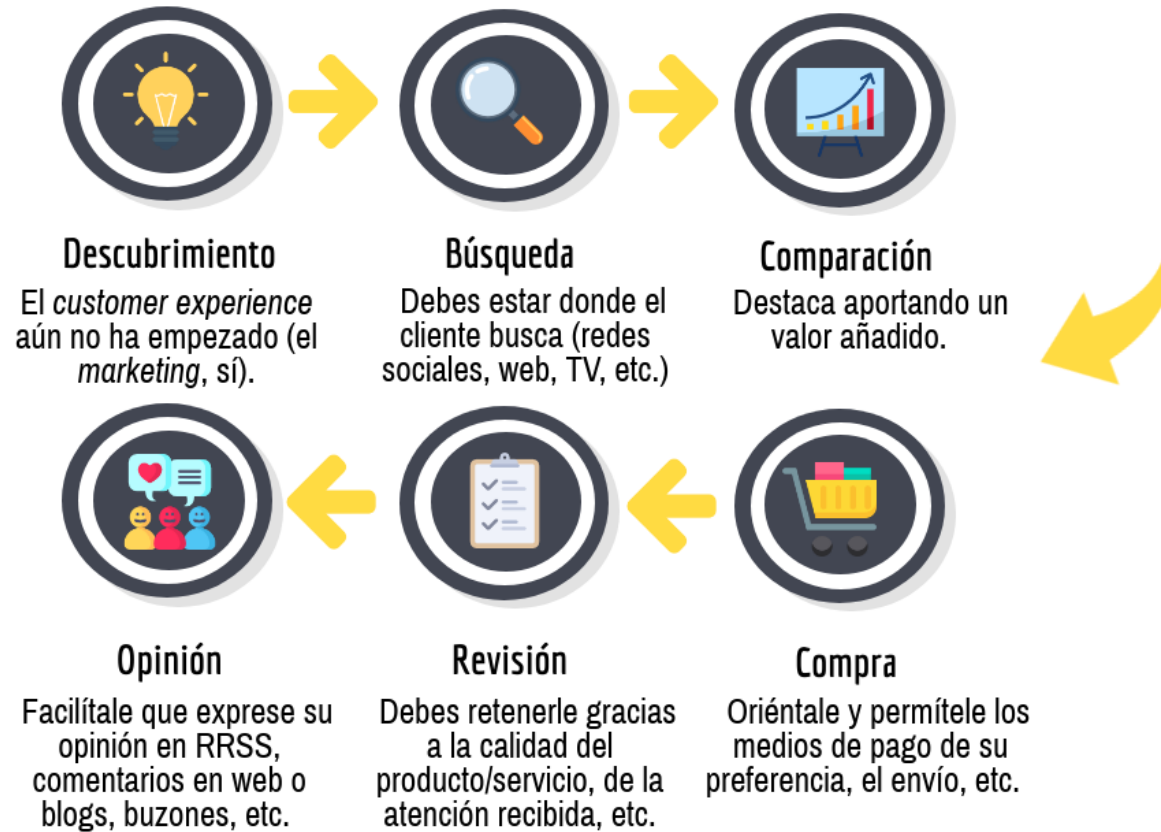 Descubrimiento
El customer experience
aún no ha empezado (el
marketing, sí).
Búsqueda
Debes estar donde el
cliente busca (redes
sociales, web, TV, etc.)
Comparación
Destaca aportando un
valor añadido.
Compra
Oriéntale y permítele los
medios de pago de su
preferencia, el envío, etc.
Revisión
Debes retenerle gracias
a la calidad del
producto/servicio, de la
atención recibida, etc.
Opinión
Facilítale que exprese su
opinión en RRSS,
comentarios en web o
blogs, buzones, etc.